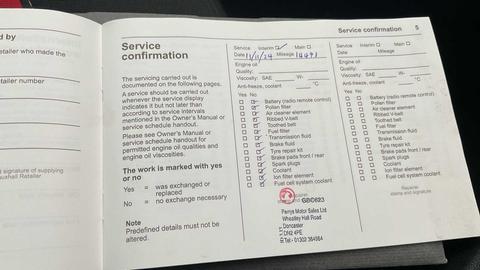 d by
etailer who made the
etailer number
d signature of supplying
uxhall Retailer
Service
confirmation
The servicing carried out is
documented on the following pages.
A service should be carried out
whenever the service display
indicates it but not later than
according to service intervals
mentioned in the Owner's Manual or
service schedule handout.
Please see Owner's Manual or
service schedule handout for
permitted engine oil qualities and
engine oil viscosities.
The work is marked with yes
or no
Yes = was exchanged or
replaced
No = no exchange necessary
Note
Predefined details must not be
altered.
Service Interim ☑ Main ☐
Date 11/11/24 Mileage 14491
Engine oil
Quality:
Viscosity: SAE W-
Anti-freeze, coolant °C
Yes No
Battery (radio remote control)
Pollen filter
Air cleaner element
Ribbed V-belt
Toothed belt
Fuel filter
Transmission fluid
Brake fluid
Tyre repair kit
Brake pads front / rear
Spark plugs
Coolant
Ion filter element
Fuel cell system coolant
GBD623
Perrys Motor Sales Ltd
Wheatley Hall Road
Doncaster
DN2 4PE
Tel - 01302 364564
Service confirmation 5
Service Interim ☐ Main ☐
Date Mileage
Engine oil
Quality:
Viscosity: SAE W-
Anti-freeze, coolant °C
Yes No
Battery (radio remote control)
Pollen filter
Air cleaner element
Ribbed V-belt
Toothed belt
Fuel filter
Transmission fluid
Brake fluid
Tyre repair kit
Brake pads front / rear
Spark plugs
Coolant
Ion filter element
Fuel cell system coolant
Repairer
stamp and signature